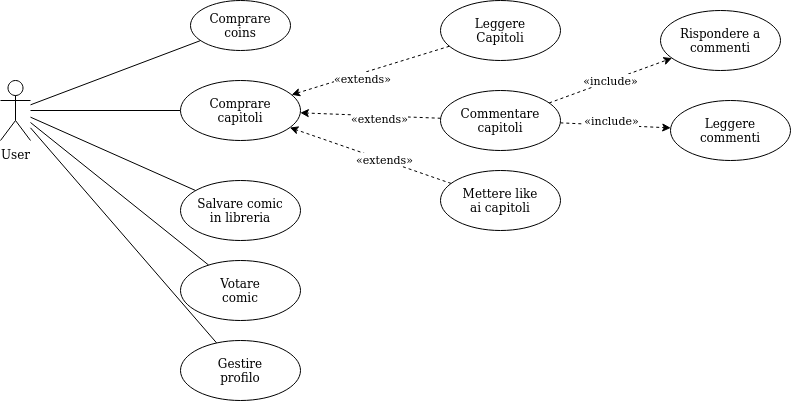 Comprare
coins
Leggere
Capitoli
Rispondere a
commenti
«extends»
«include»
User
Comprare
capitoli
«extends»
Commentare
capitoli
«include»
Leggere
commenti
«extends»
Mettere like
ai capitoli
Salvare comic
in libreria
Votare
comic
Gestire
profilo